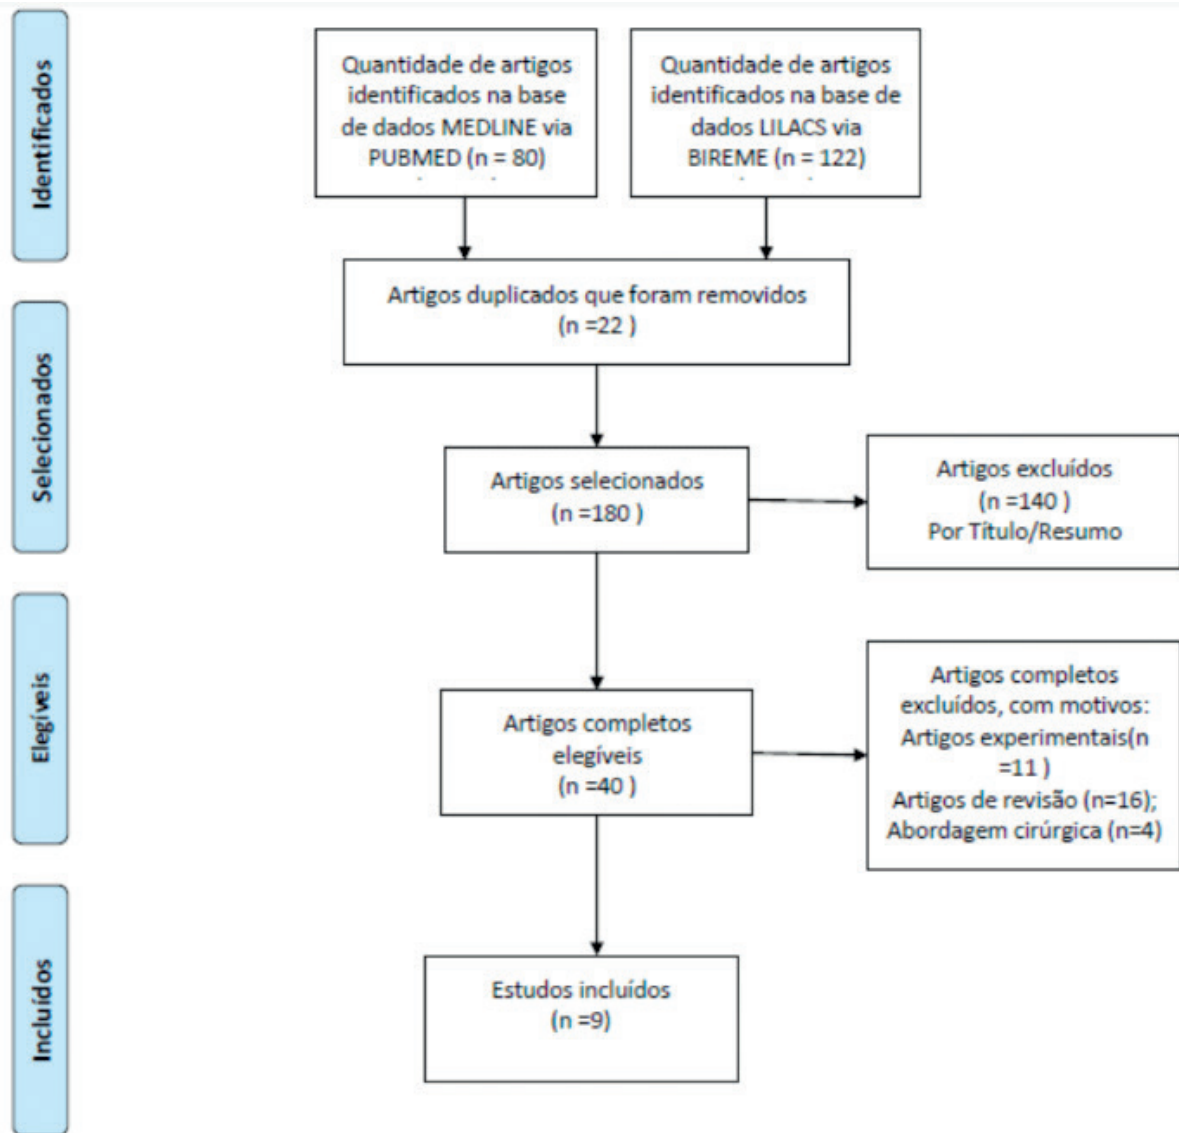 Identificados
Quantidade de artigos
identificados na base
de dados MEDLINE via
PUBMED (n = 80)
Quantidade de artigos
identificados na base de
dados LILACS via
BIREME (n = 122)
Artigos duplicados que foram removidos
(n =22 )
Selecionados
Artigos selecionados
(n =180 )
Artigos excluídos
(n =140 )
Por Título/Resumo
Elegíveis
Artigos completos
elegíveis
(n =40 )
Artigos completos
excluídos, com motivos:
Artigos experimentais(n
=11 )
Artigos de revisão (n=16);
Abordagem cirúrgica (n=4)
Incluídos
Estudos incluídos
(n =9)